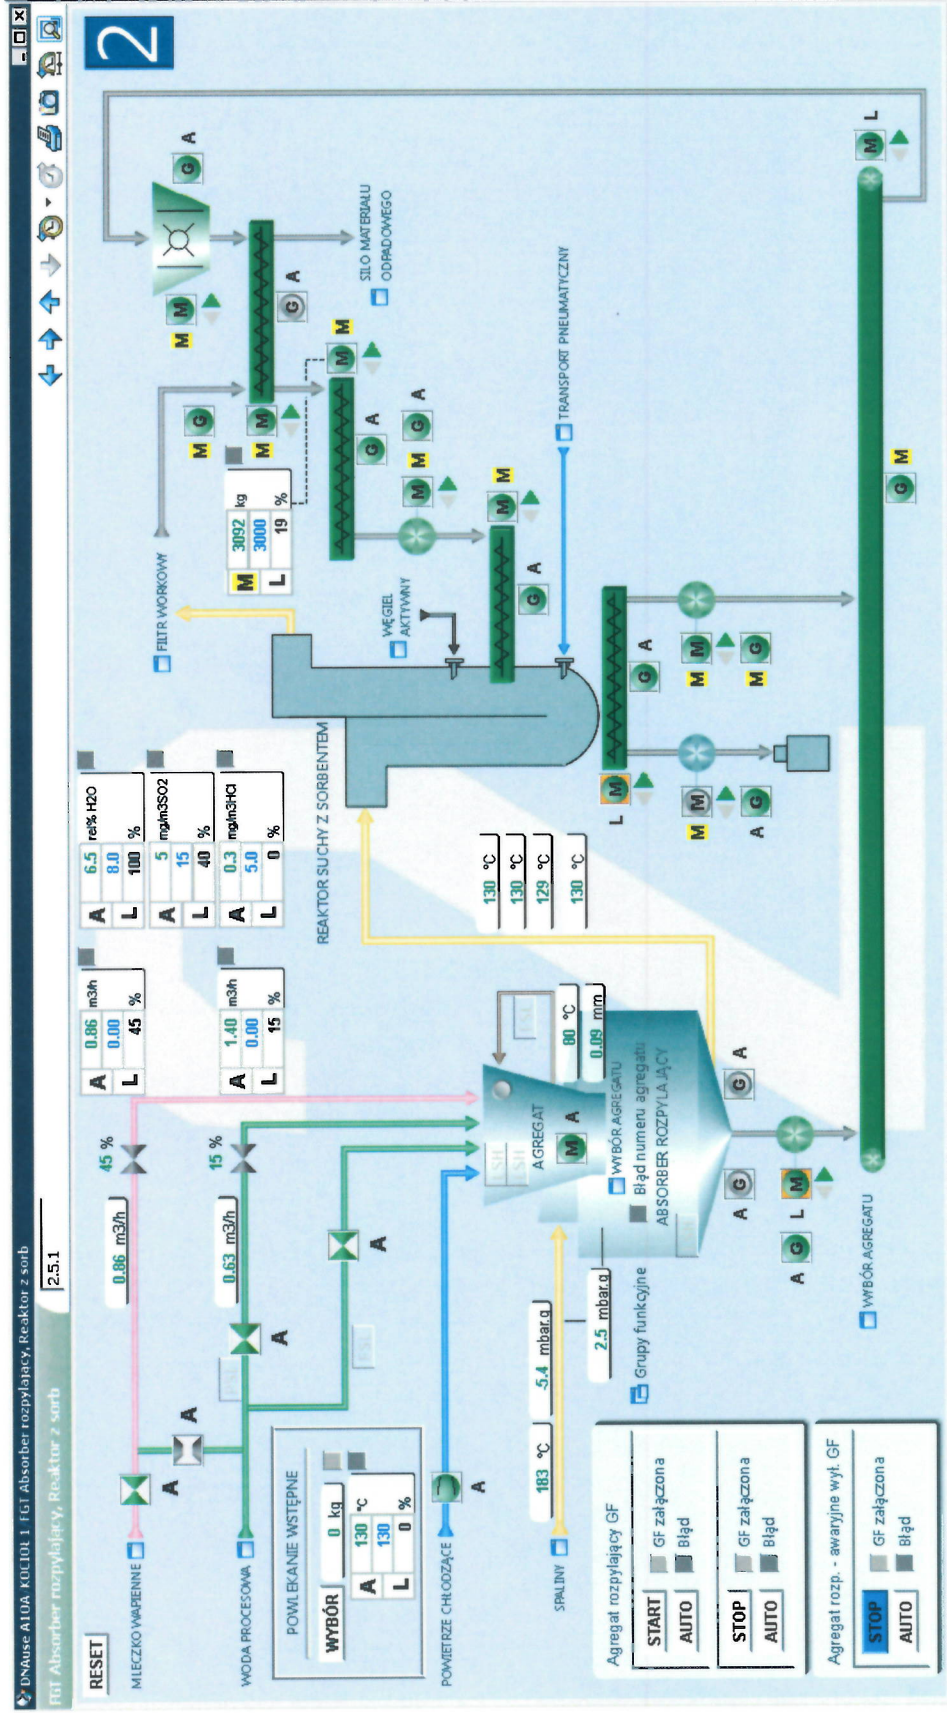 DNAuse A10A KOCIOŁ 1 FGT Absorber rozpylający, Reaktor z sorb
FGT Absorber rozpylający, Reaktor z sorb
2.5.1
2
RESET
MLECZKO WAPIENNE
A
A
0.86 m3/h
45 %
A 0.86 m3/h
0.00
L 45 %
A 6.5 rel% H2O
8.0
L 100 %
A 5 mg/m3SO2
15
L 40 %
A 0.3 mg/m3HCl
5.0
L 0 %
WODA PROCESOWA
A
0.63 m3/h
15 %
A 1.40 m3/h
0.00
L 15 %
A
POWLEKANIE WSTĘPNE
WYBÓR
0 kg
A 130 °C
130
L 0 %
POWIETRZE CHŁODZĄCE
A
SPALINY
183 °C
-5.4 mbar.g
2.5 mbar.g
Grupy funkcyjne
LSH
LSH
AGREGAT
M A
80 °C
0.09 mm
WYBÓR AGREGATU
Błąd numeru agregatu
ABSORBER ROZPYLAJĄCY
A G
G A
L M
A G
130 °C
130 °C
129 °C
130 °C
REAKTOR SUCHY Z SORBENTEM
FILTR WORKOWY
M 3092 kg
3000
L 19 %
M G
M M
M M
G A
G A
SILO MATERIAŁU
ODPADOWEGO
M M
G A
M M
G A
WĘGIEL
AKTYWNY
M M
G A
TRANSPORT PNEUMATYCZNY
L M
G A
M M
A G
M M
M G
G M
M L
WYBÓR AGREGATU
Agregat rozpylający GF
START
GF załączona
AUTO
Błąd
STOP
GF załączona
AUTO
Błąd
Agregat rozp. - awaryjne wył. GF
STOP
GF załączona
AUTO
Błąd